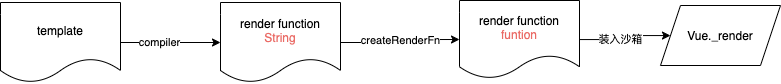 template
compiler
render function
String
createRenderFn
render function
funtion
装入沙箱
Vue._render